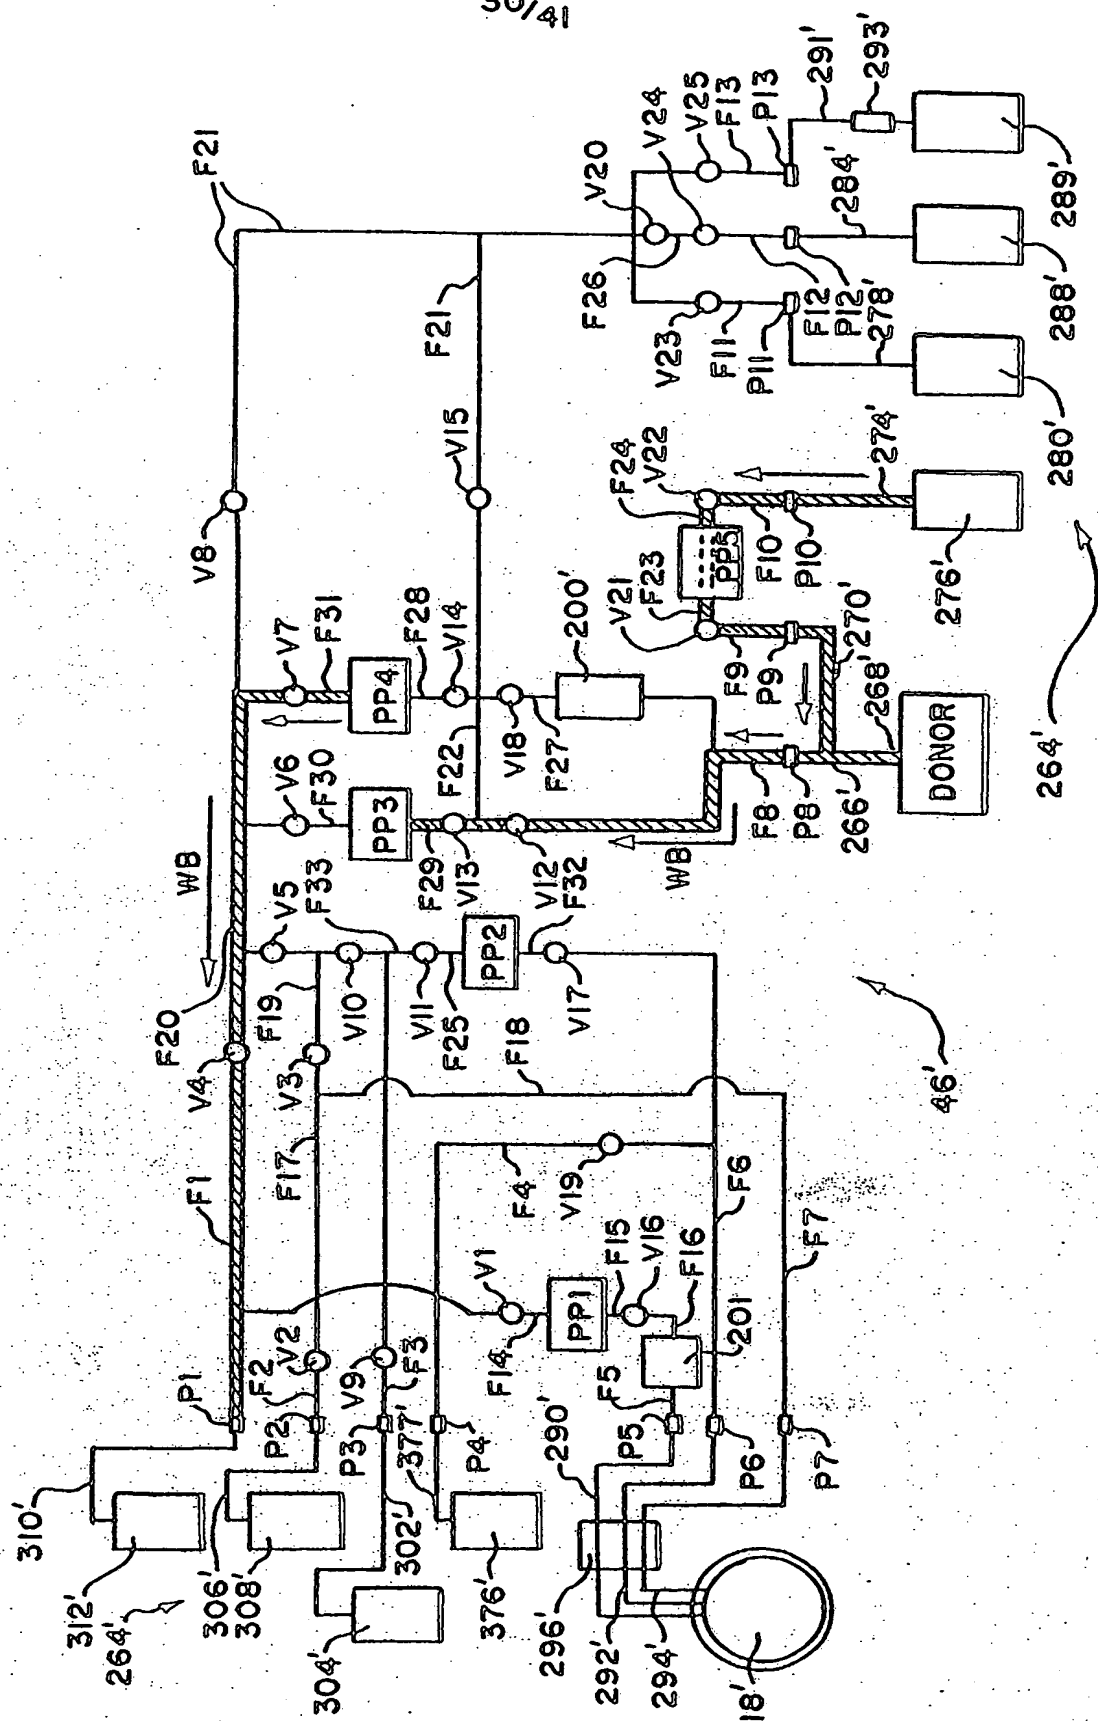 30/41
310'
312'
264'
306'
308'
304'
302'
377'
376'
296'
292'
294'
290'
18'
P1
F2
V2
P2
P3
V9
F3
P4
P5
F5
P6
P7
F1
F17
V1
F14
PP1
F15
V16
F16
201
F4
V19
F6
F7
F18
V4
V3
F20
F19
WB
V5
F33
V10
V11
F25
PP2
F32
V17
46'
V6
F30
PP3
F29
V13
V12
WB
V7
F31
PP4
F28
V14
F22
V18
F27
200'
F8
P8
266'
DONOR
268'
270'
F9
P9
V21
F23
PP5
F24
V22
F10
P10
274'
276'
264'
V8
V15
F21
F21
V20
F26
V23
F11
P11
278'
280'
V24
F12
P12
284'
288'
V25
F13
P13
291'
293'
289'